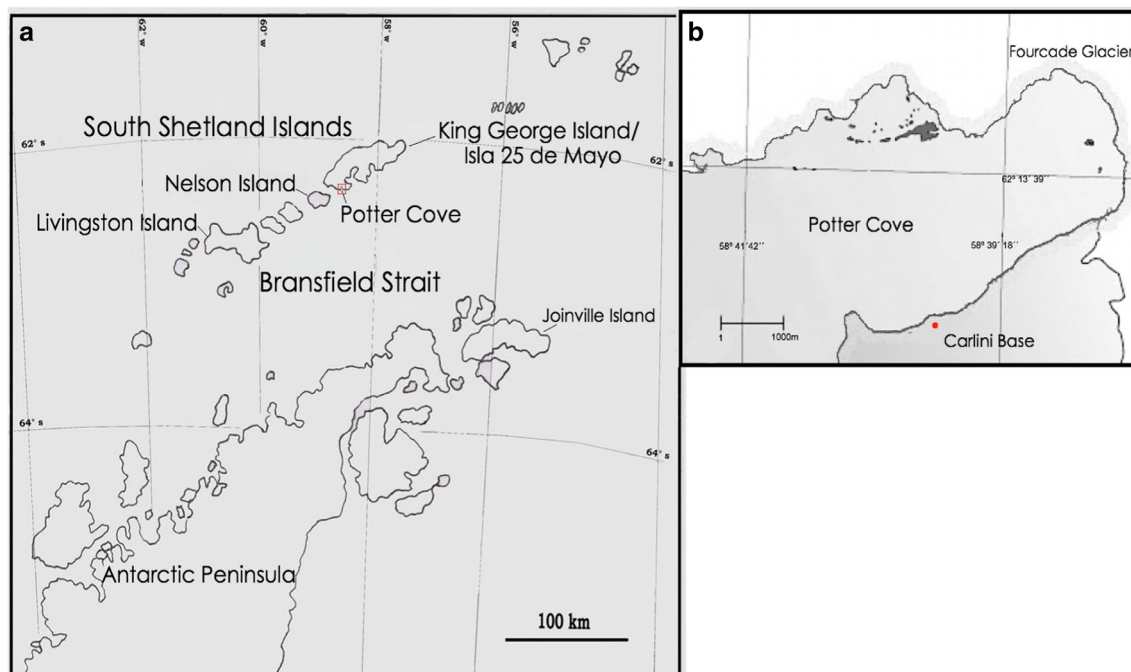 a
62° W
60° W
58° W
56° W
South Shetland Islands
King George Island/
Isla 25 de Mayo
62° s
62° s
Nelson Island
Potter Cove
Livingston Island
Bransfield Strait
Joinville Island
64° s
64° s
Antarctic Peninsula
100 km
b
Fourcade Glacier
62° 13´39´´
Potter Cove
58° 41´42´´
58° 39´18´´
1
1000m
Carlini Base